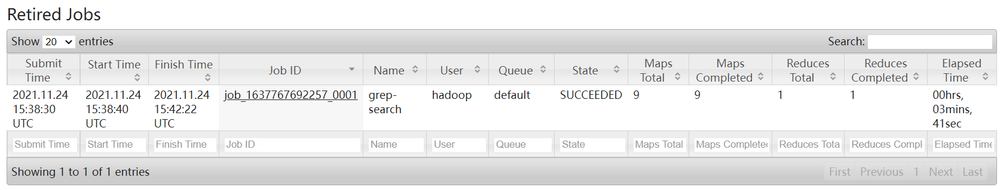 Retired Jobs
Show 20 entries
Search:
Submit Time
Start Time
Finish Time
Job ID
Name
User
Queue
State
Maps Total
Maps Completed
Reduces Total
Reduces Completed
Elapsed Time
2021.11.24 15:38:30 UTC
2021.11.24 15:38:40 UTC
2021.11.24 15:42:22 UTC
job_1637767692257_0001
grep-search
hadoop
default
SUCCEEDED
9
9
1
1
00hrs, 03mins, 41sec
Submit Time
Start Time
Finish Time
Job ID
Name
User
Queue
State
Maps Total
Maps Completed
Reduces Tota
Reduces Compl
Elapsed Time
Showing 1 to 1 of 1 entries
First Previous 1 Next Last